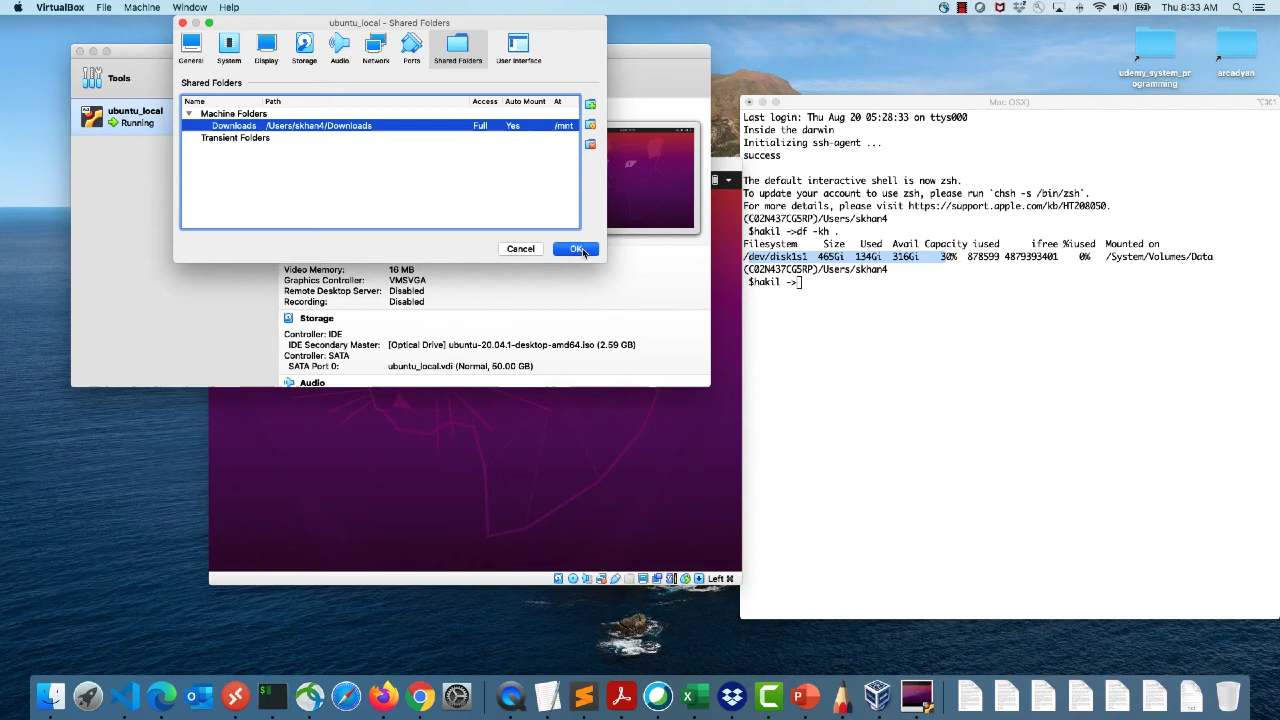 VirtualBox File Machine Window Help
Thu 8:33 AM
ubuntu_local - Shared Folders
General System Display Storage Audio Network Ports Shared Folders User Interface
Shared Folders
Name Path Access Auto Mount At
Machine Folders
Downloads /Users/skhan4/Downloads Full Yes /mnt
Transient Folders
Cancel OK
Tools
ubuntu_local
Running
Video Memory: 16 MB
Graphics Controller: VMSVGA
Remote Desktop Server: Disabled
Recording: Disabled
Storage
Controller: IDE
IDE Secondary Master: [Optical Drive] ubuntu-20.04.1-desktop-amd64.iso (2.59 GB)
Controller: SATA
SATA Port 0: ubuntu_local.vdi (Normal, 50.00 GB)
Audio
Left ⌘
udemy_system_pr
ogramming
arcadyan
Mac OSX)
⌥⌘1
Last login: Thu Aug 20 05:28:33 on ttys000
Inside the darwin
Initializing ssh-agent ...
success
The default interactive shell is now zsh.
To update your account to use zsh, please run `chsh -s /bin/zsh`.
For more details, please visit https://support.apple.com/kb/HT208050.
(C02N437CG5RP)/Users/skhan4
$hakil ->df -kh .
Filesystem Size Used Avail Capacity iused ifree %iused Mounted on
/dev/disk1s1 465Gi 134Gi 316Gi 30% 878599 4879393401 0% /System/Volumes/Data
(C02N437CG5RP)/Users/skhan4
$hakil ->